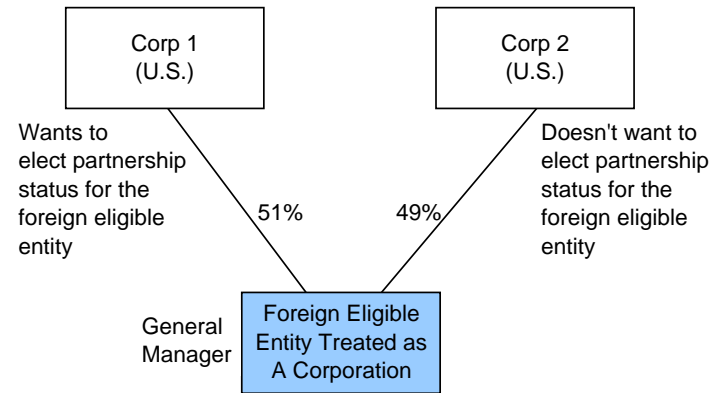 Corp 1
(U.S.)
Corp 2
(U.S.)
Wants to
elect partnership
status for the
foreign eligible
entity
Doesn't want to
elect partnership
status for the
foreign eligible
entity
51%
49%
General
Manager
Foreign Eligible
Entity Treated as
A Corporation